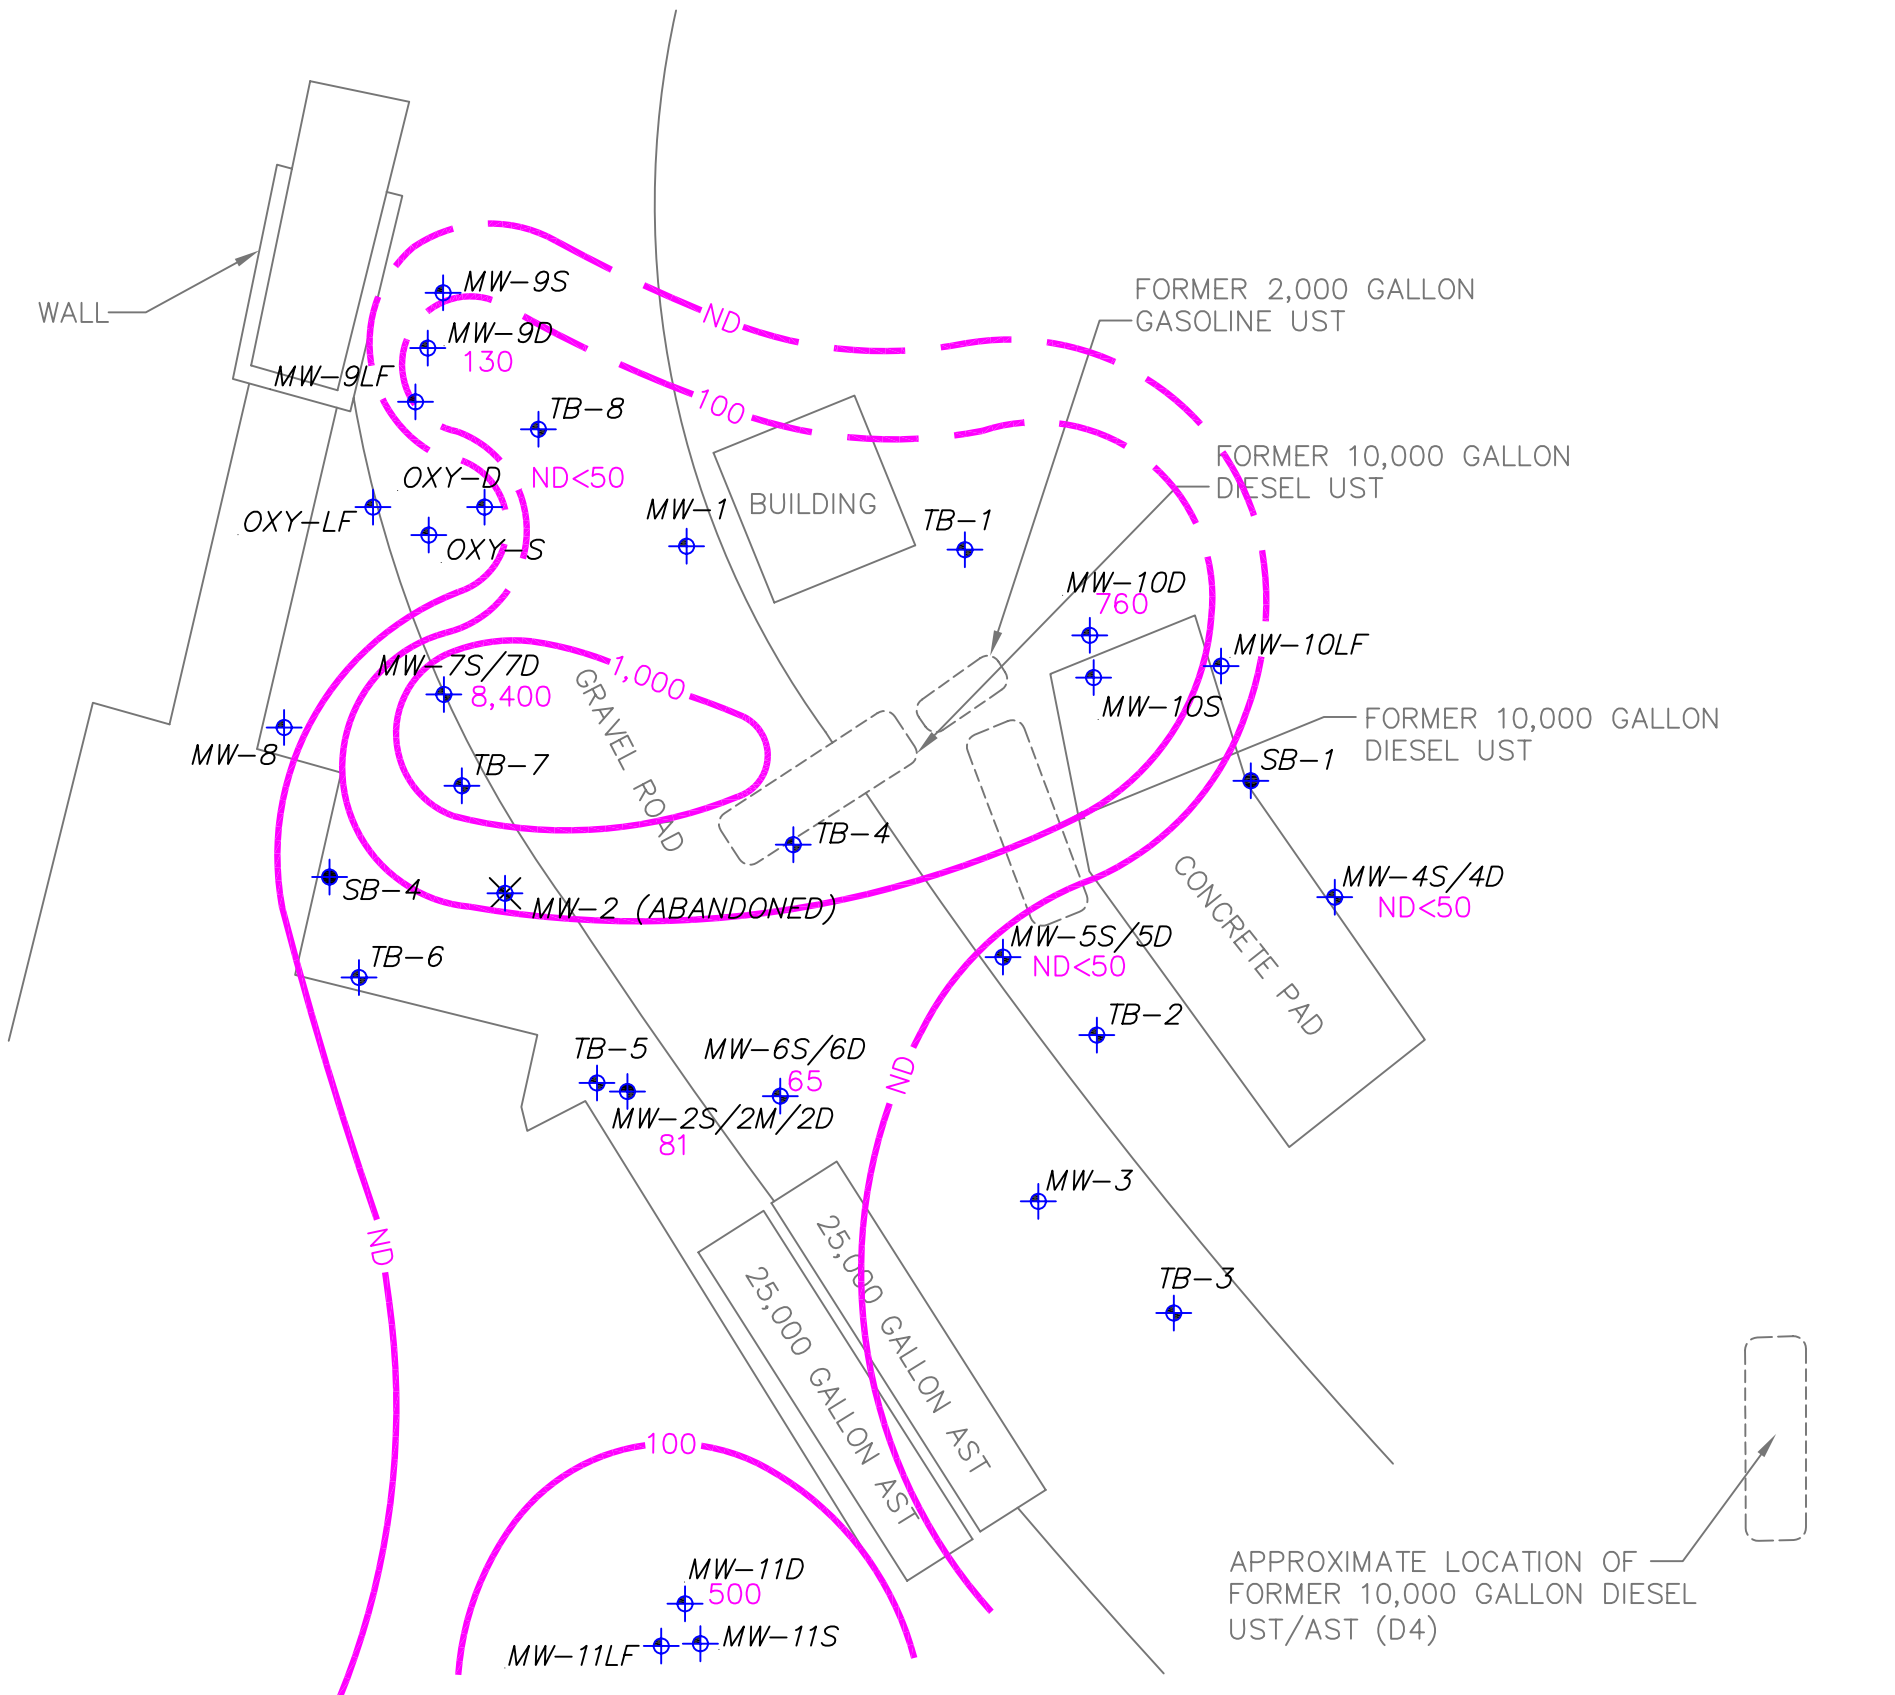 MW-9S
FORMER 2,000 GALLON
GASOLINE UST
WALL
ND
MW-9D
130
MW-9LF
100
TB-8
FORMER 10,000 GALLON
DIESEL UST
OXY-D
ND<50
BUILDING
MW-1
TB-1
OXY-LF
OXY-S
MW-10D
760
MW-10LF
MW-7S/7D
8,400
1,000
GRAVEL ROAD
MW-10S
FORMER 10,000 GALLON
DIESEL UST
MW-8
TB-7
SB-1
TB-4
SB-4
MW-2 (ABANDONED)
CONCRETE PAD
MW-4S/4D
ND<50
MW-5S/5D
ND<50
TB-6
TB-2
TB-5
MW-6S/6D
65
ND
MW-2S/2M/2D
81
MW-3
ND
25,000 GALLON AST
25,000 GALLON AST
TB-3
100
MW-11D
500
MW-11S
MW-11LF
APPROXIMATE LOCATION OF
FORMER 10,000 GALLON DIESEL
UST/AST (D4)